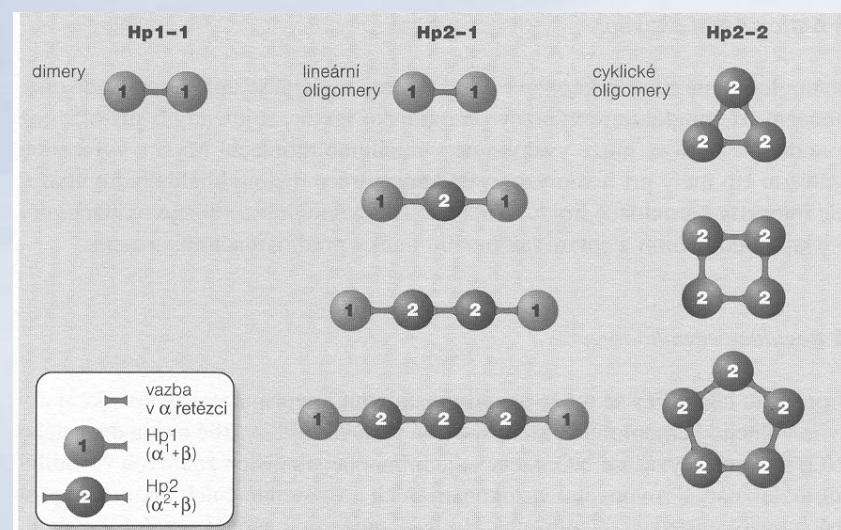 Hp1–1
dimery
1 1
Hp2–1
lineární
oligomery
1 1
1 2 1
1 2 2 1
1 2 2 2 1
Hp2–2
cyklické
oligomery
2
2 2
2 2
2 2
2
2 2
2 2
vazba
v α řetězci
1 Hp1
(α¹+β)
2 Hp2
(α²+β)